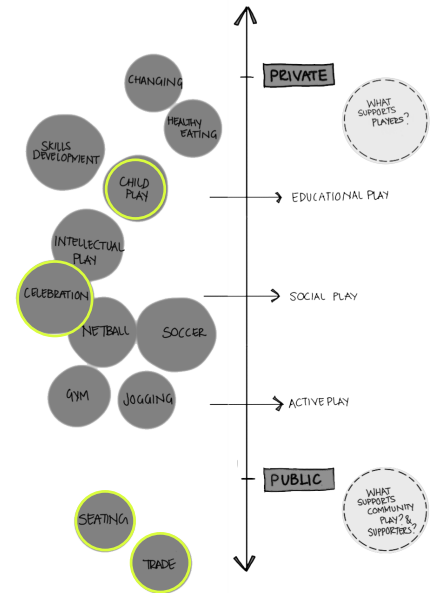 CHANGING
PRIVATE
HEALTHY
EATING
WHAT
SUPPORTS
PLAYERS?
SKILLS
DEVELOPMENT
CHILD
PLAY
EDUCATIONAL PLAY
INTELLECTUAL
PLAY
CELEBRATION
SOCIAL PLAY
NETBALL
SOCCER
GYM
JOGGING
ACTIVE PLAY
PUBLIC
WHAT
SUPPORTS
COMMUNITY
PLAY? &
SUPPORTERS?
SEATING
TRADE